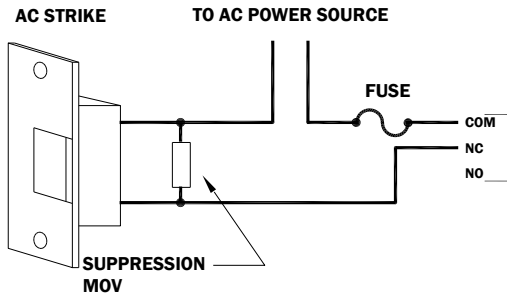 AC STRIKE
TO AC POWER SOURCE
FUSE
COM
NC
NO
SUPPRESSION
MOV